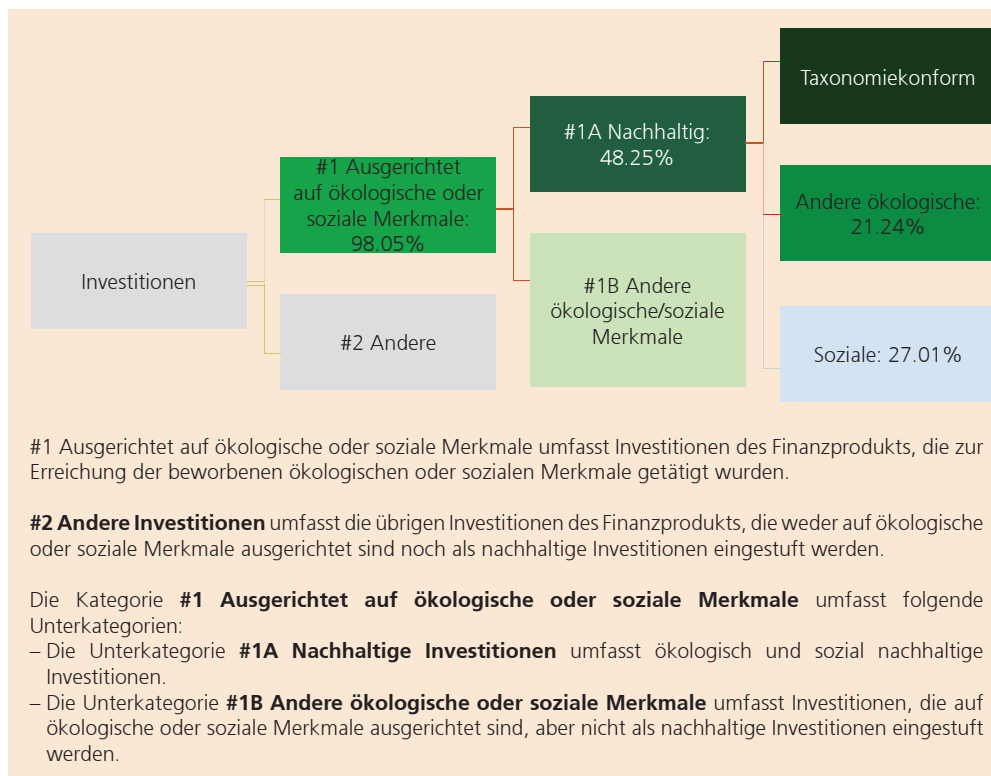 Taxonomiekonform
#1A Nachhaltig:
48.25%
#1 Ausgerichtet
auf ökologische oder
soziale Merkmale:
98.05%
Andere ökologische:
21.24%
Investitionen
#1B Andere
ökologische/soziale
Merkmale
#2 Andere
Soziale: 27.01%
#1 Ausgerichtet auf ökologische oder soziale Merkmale umfasst Investitionen des Finanzprodukts, die zur
Erreichung der beworbenen ökologischen oder sozialen Merkmale getätigt wurden.
#2 Andere Investitionen umfasst die übrigen Investitionen des Finanzprodukts, die weder auf ökologische
oder soziale Merkmale ausgerichtet sind noch als nachhaltige Investitionen eingestuft werden.
Die Kategorie #1 Ausgerichtet auf ökologische oder soziale Merkmale umfasst folgende
Unterkategorien:
– Die Unterkategorie #1A Nachhaltige Investitionen umfasst ökologisch und sozial nachhaltige
Investitionen.
– Die Unterkategorie #1B Andere ökologische oder soziale Merkmale umfasst Investitionen, die auf
ökologische oder soziale Merkmale ausgerichtet sind, aber nicht als nachhaltige Investitionen eingestuft
werden.